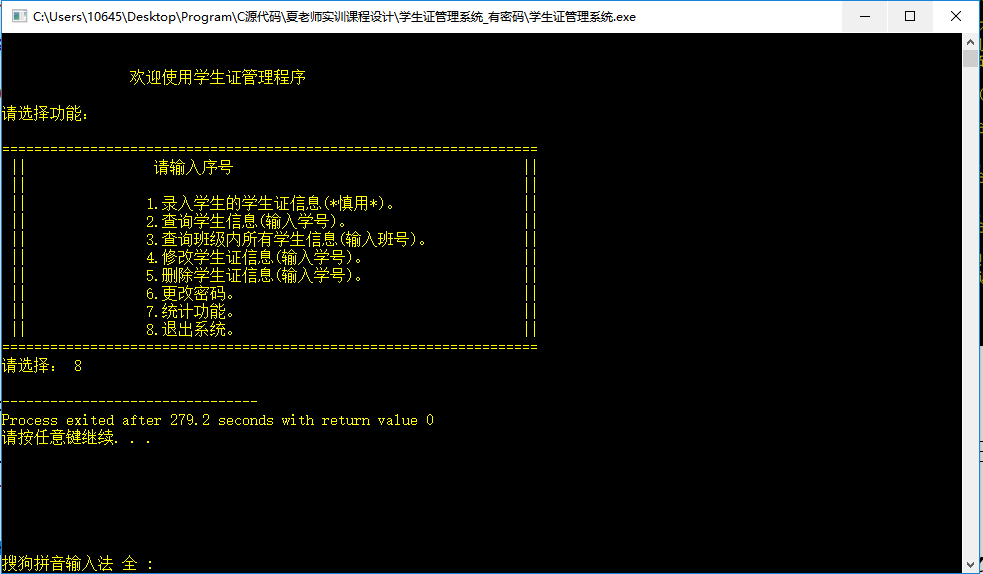 C:\Users\10645\Desktop\Program\C源代码\夏老师实训课程设计\学生证管理系统_有密码\学生证管理系统.exe
欢迎使用学生证管理程序
请选择功能:
===================================================================
|| 请输入序号 ||
|| ||
|| 1.录入学生的学生证信息(*慎用*)。 ||
|| 2.查询学生信息(输入学号)。 ||
|| 3.查询班级内所有学生信息(输入班号)。 ||
|| 4.修改学生证信息(输入学号)。 ||
|| 5.删除学生证信息(输入学号)。 ||
|| 6.更改密码。 ||
|| 7.统计功能。 ||
|| 8.退出系统。 ||
===================================================================
请选择: 8
--------------------------------
Process exited after 279.2 seconds with return value 0
请按任意键继续. . .
搜狗拼音输入法 全 :